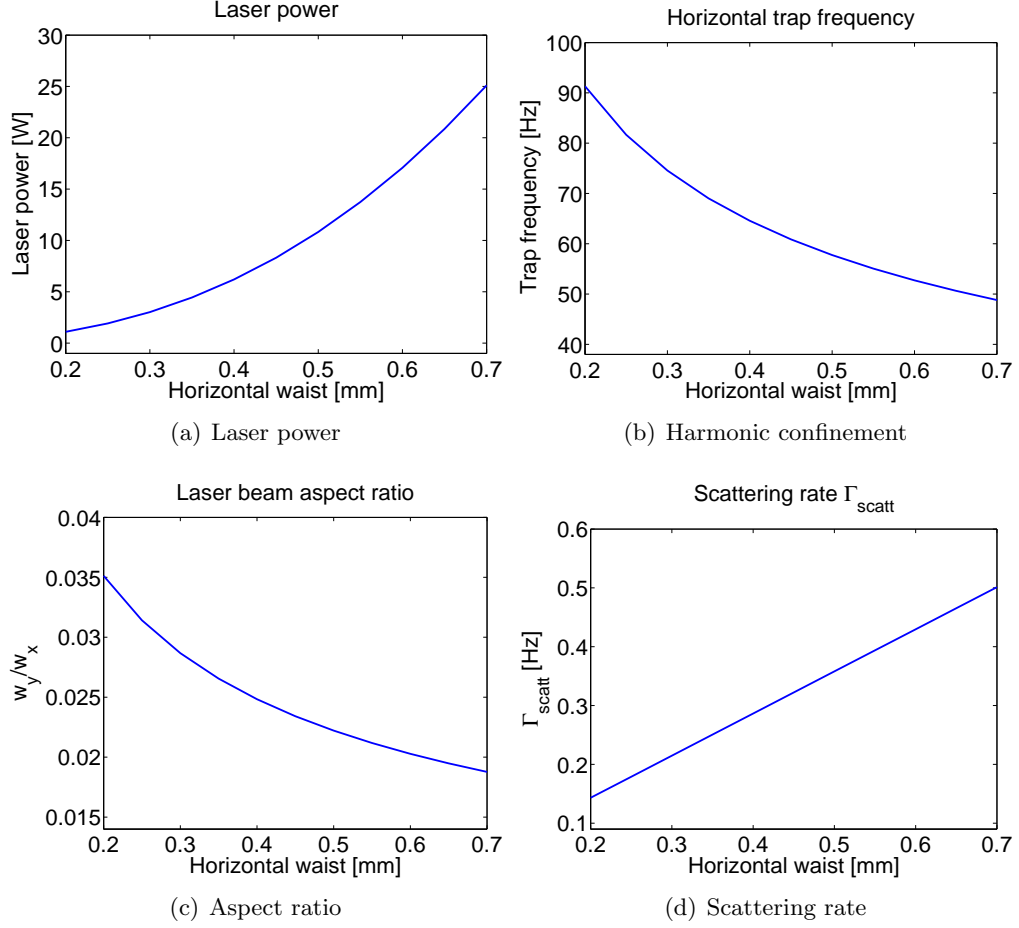 Laser power
30
25
20
15
10
5
0
Laser power [W]
0.2 0.3 0.4 0.5 0.6 0.7
Horizontal waist [mm]
(a) Laser power
Horizontal trap frequency
100
90
80
70
60
50
40
Trap frequency [Hz]
0.2 0.3 0.4 0.5 0.6 0.7
Horizontal waist [mm]
(b) Harmonic confinement
Laser beam aspect ratio
0.04
0.035
0.03
0.025
0.02
0.015
w_y/w_x
0.2 0.3 0.4 0.5 0.6 0.7
Horizontal waist [mm]
(c) Aspect ratio
Scattering rate Γ_scatt
0.6
0.5
0.4
0.3
0.2
0.1
Γ_scatt [Hz]
0.2 0.3 0.4 0.5 0.6 0.7
Horizontal waist [mm]
(d) Scattering rate